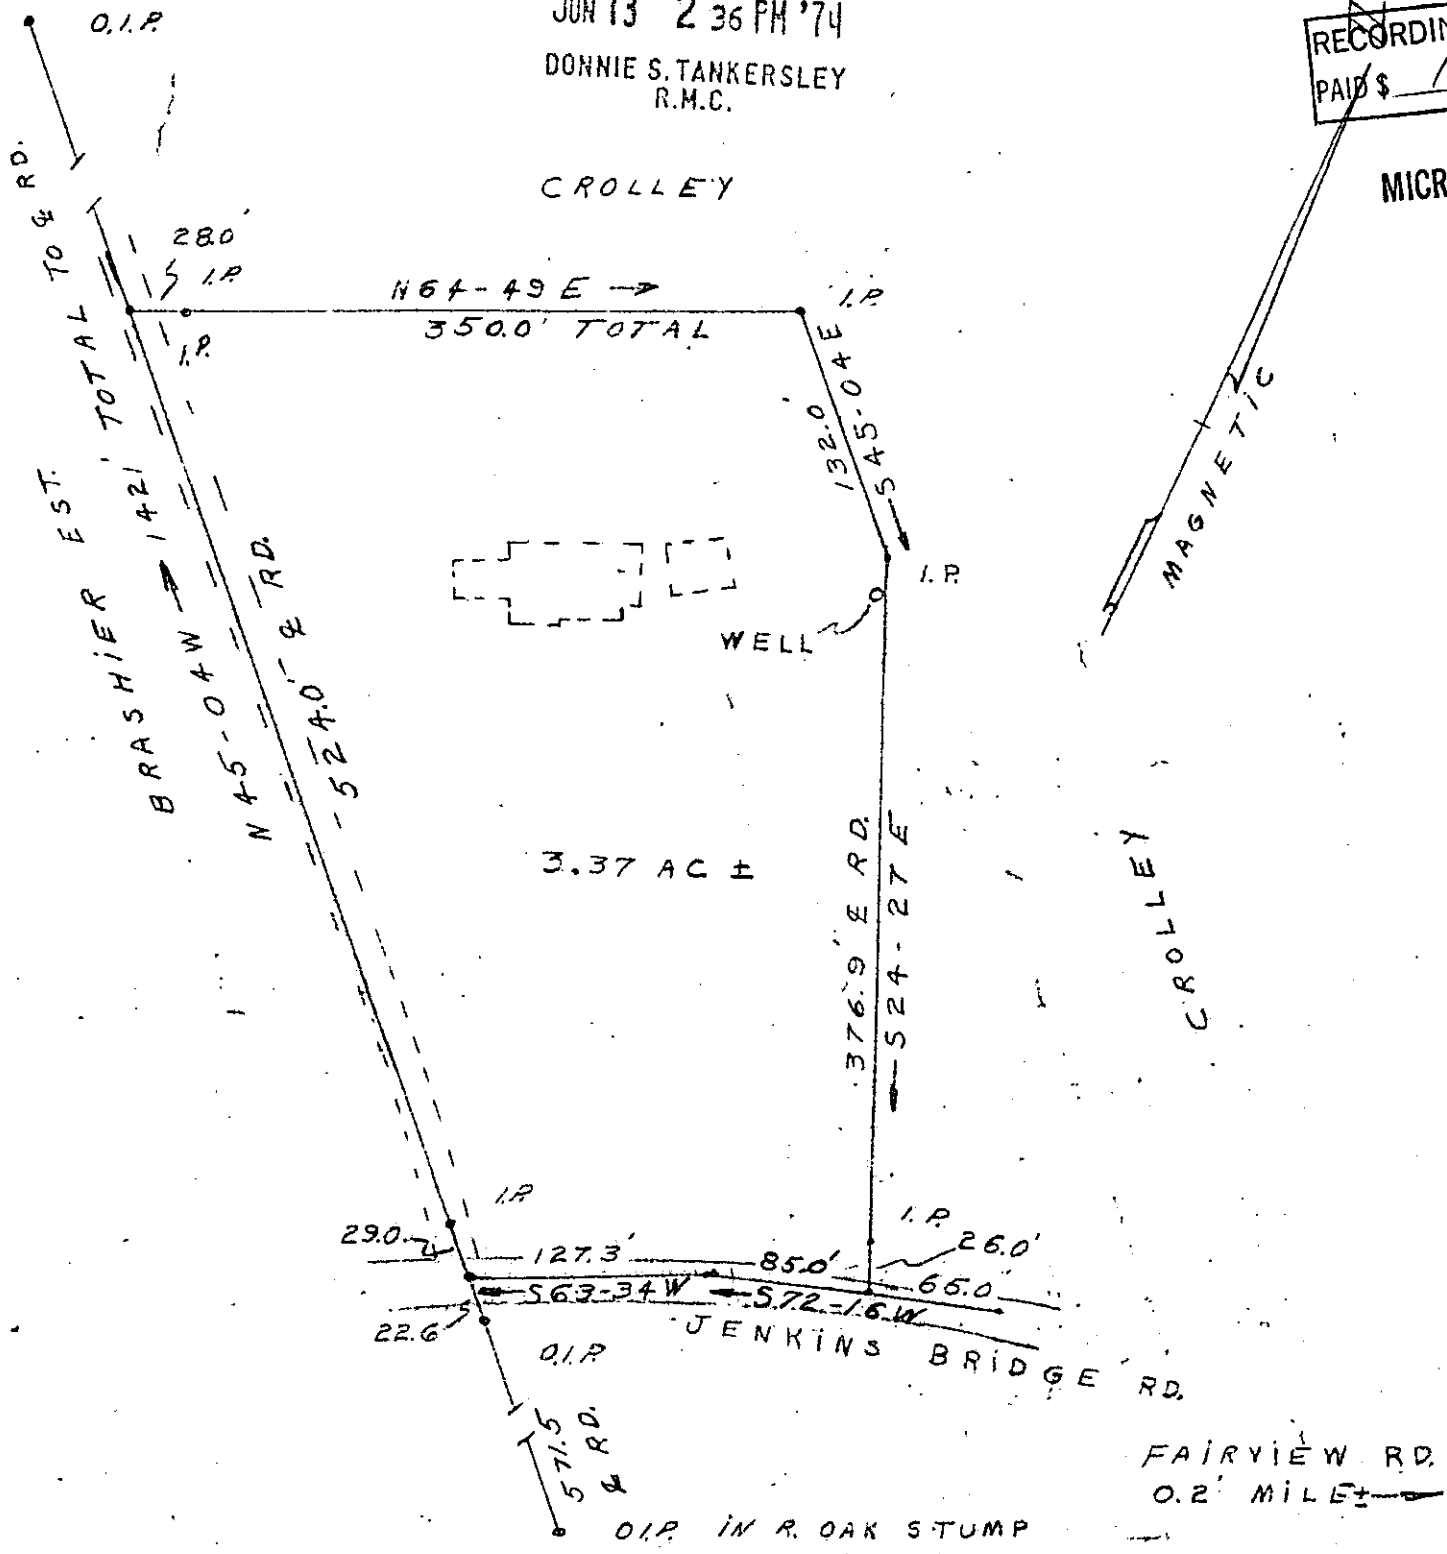 O.I.P.
JUN 13 2 36 PM '74
DONNIE S. TANKERSLEY
R.M.C.
PAID $
CROLLEY
28.0'
I.P.
I.P.
N 64-49 E
350.0' TOTAL
I.P.
132.0'
S 45-04 E
I.P.
WELL
MAGNETIC
BRASHIER EST.
1421' TOTAL TO ℄ RD.
N 45-04 W
524.0' ℄ RD.
3.37 AC ±
376.9' ℄ RD.
S 24-27 E
CROLLEY
I.P.
29.0
I.P.
26.0'
127.3'
85.0'
65.0'
S 63-34 W
S 72-16 W
22.6
O.I.P.
JENKINS BRIDGE RD.
571.5
℄ RD.
FAIRVIEW RD.
0.2 MILE±
O.I.P. IN R. OAK STUMP